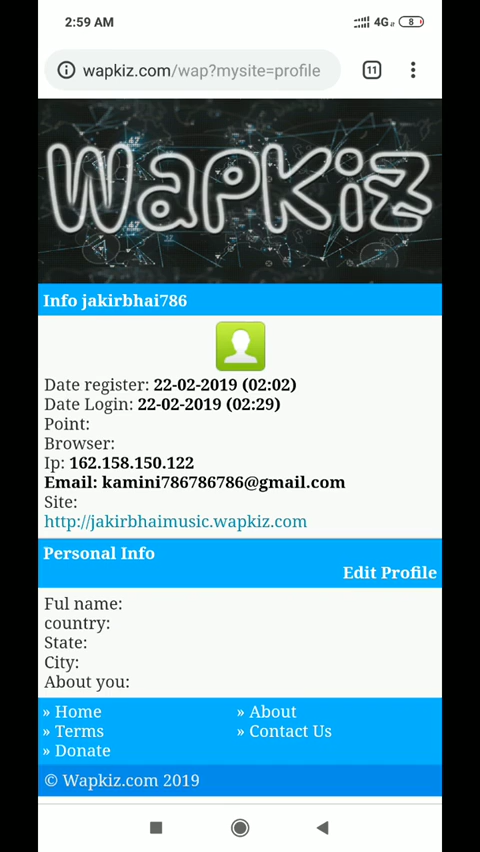 2:59 AM
4G
8
wapkiz.com/wap?mysite=profile
11
WapKiz
Info jakirbhai786
Date register: 22-02-2019 (02:02)
Date Login: 22-02-2019 (02:29)
Point:
Browser:
Ip: 162.158.150.122
Email: kamini786786786@gmail.com
Site:
http://jakirbhaimusic.wapkiz.com
Personal Info
Edit Profile
Ful name:
country:
State:
City:
About you:
» Home
» About
» Terms
» Contact Us
» Donate
© Wapkiz.com 2019